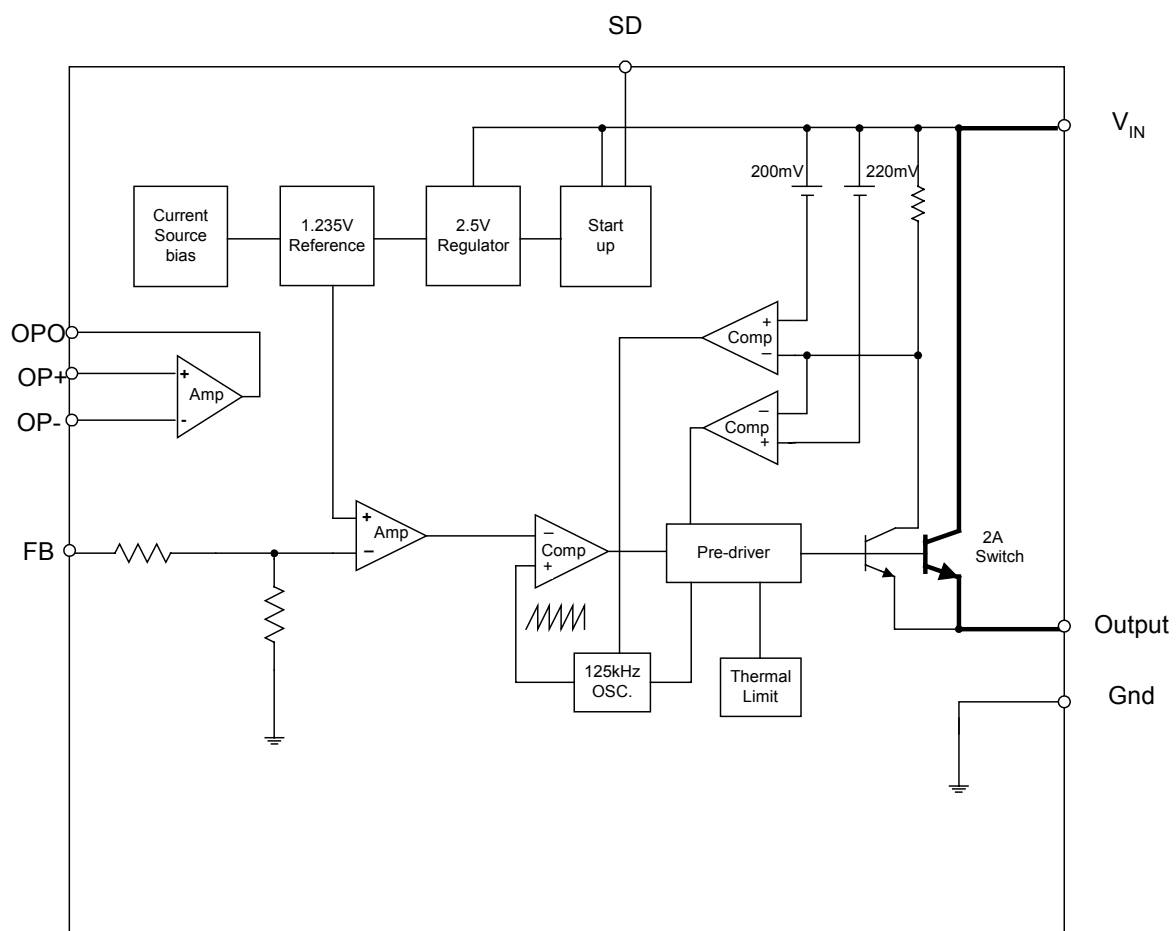 SD
V_IN
200mV
220mV
Current
Source
bias
1.235V
Reference
2.5V
Regulator
Start
up
OPO
OP+
OP-
+
-
Amp
+
−
Comp
−
+
Comp
FB
+
−
Amp
−
+
Comp
Pre-driver
2A
Switch
125kHz
OSC.
Thermal
Limit
Output
Gnd